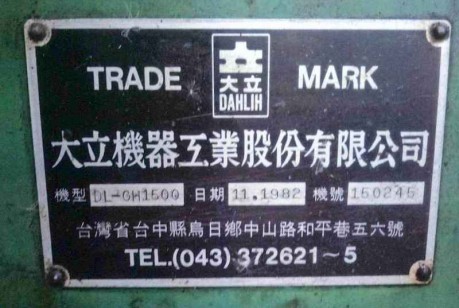 TRADE 大立 DAHLIH MARK
大立機器工業股份有限公司
機型 DL-GH1500 日期 11.1982 機號 150245
台灣省台中縣烏日鄉中山路和平巷五六號
TEL.(043) 372621~5